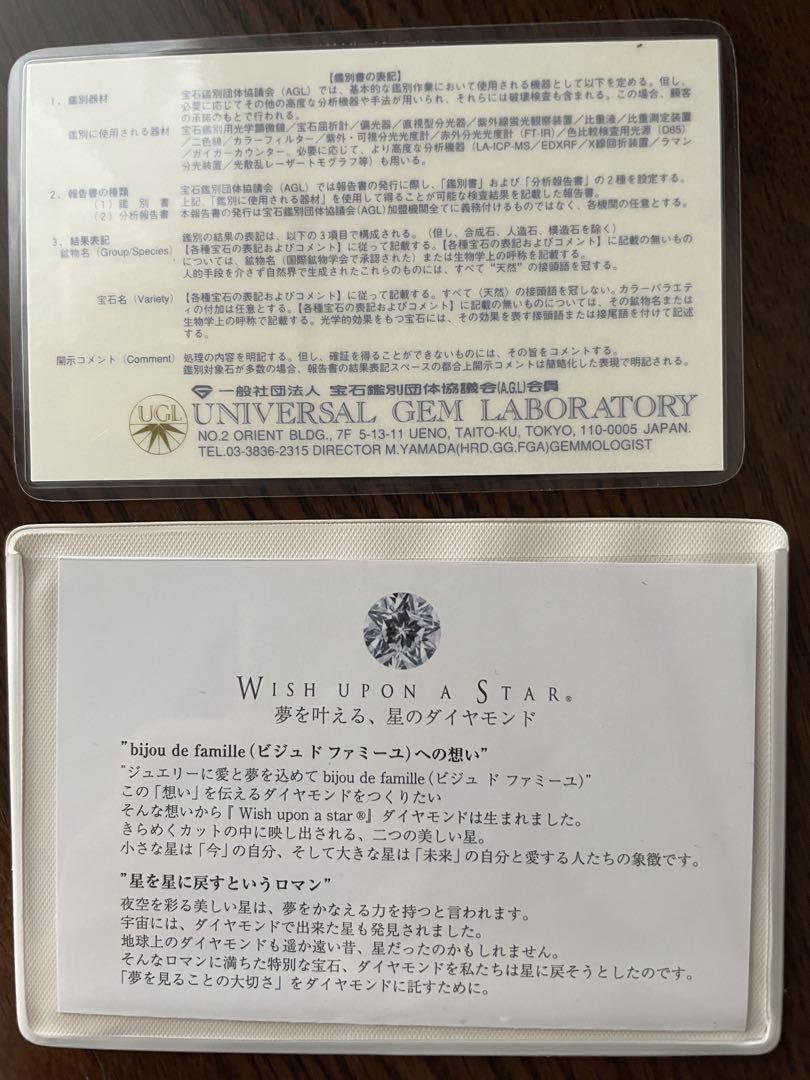 【鑑別書の表記】
1．鑑別器材 宝石鑑別団体協議会（AGL）では、基本的な鑑別作業において使用される機器として以下を定める。但し、
必要に応じてその他の高度な分析機器や手法が用いられ、それらには破壊検査も含まれる。この場合、顧客
の承諾のもとで行われる。
鑑別に使用される器材 宝石鑑別用光学顕微鏡／宝石屈折計／偏光器／直視型分光器／紫外線蛍光観察装置／比重液／比重測定装置
／二色鏡／カラーフィルター／紫外・可視分光光度計／赤外分光光度計（FT-IR）／色比較検査用光源（D65）
／ガイガーカウンター。必要に応じて、より高度な分析機器（LA-ICP-MS／EDXRF／X線回折装置／ラマン
分光装置／光散乱レーザートモグラフ等）も用いる。
2．報告書の種類 宝石鑑別団体協議会（AGL）では報告書の発行に際し、「鑑別書」および「分析報告書」の2種を設定する。
（1）鑑別書 上記、「鑑別に使用される器材」を使用して得ることが可能な検査結果を記載した報告書。
（2）分析報告書 本報告書の発行は宝石鑑別団体協議会（AGL）加盟機関全てに義務付けるものではなく、各機関の任意とする。
3．結果表記 鑑別の結果の表記は、以下の3項目で構成される。（但し、合成石、人造石、模造石を除く）
鉱物名（Group/Species） 【各種宝石の表記およびコメント】に従って記載する。【各種宝石の表記およびコメント】に記載の無いもの
については、鉱物名（国際鉱物学会で承認された）または生物学上の呼称を記載する。
人的手段を介さず自然界で生成されたこれらのものには、すべて"天然"の接頭語を冠する。
宝石名（Variety） 【各種宝石の表記およびコメント】に従って記載する。すべて〈天然〉の接頭語を冠しない。カラーバラエテ
ィの付加は任意とする。【各種宝石の表記およびコメント】に記載の無いものについては、その鉱物名または
生物学上の呼称で記載する。光学的効果をもつ宝石には、その効果を表す接頭語または接尾語を付けて記述
する。
開示コメント（Comment） 処理の内容を明記する。但し、確証を得ることができないものには、その旨をコメントする。
鑑別対象石が多数の場合、報告書の結果表記スペースの都合上開示コメントは簡略化した表現で明記される。
一般社団法人 宝石鑑別団体協議会(A.G.L)会員
UGL UNIVERSAL GEM LABORATORY
NO.2 ORIENT BLDG., 7F 5-13-11 UENO, TAITO-KU, TOKYO, 110-0005 JAPAN.
TEL.03-3836-2315 DIRECTOR M.YAMADA(HRD.GG.FGA)GEMMOLOGIST
WISH UPON A STAR®
夢を叶える、星のダイヤモンド
"bijou de famille（ビジュ ド ファミーユ）への想い"
"ジュエリーに愛と夢を込めて bijou de famille（ビジュ ド ファミーユ）"
この「想い」を伝えるダイヤモンドをつくりたい
そんな想いから『 Wish upon a star ®』ダイヤモンドは生まれました。
きらめくカットの中に映し出される、二つの美しい星。
小さな星は「今」の自分、そして大きな星は「未来」の自分と愛する人たちの象徴です。
"星を星に戻すというロマン"
夜空を彩る美しい星は、夢をかなえる力を持つと言われます。
宇宙には、ダイヤモンドで出来た星も発見されました。
地球上のダイヤモンドも遥か遠い昔、星だったのかもしれません。
そんなロマンに満ちた特別な宝石、ダイヤモンドを私たちは星に戻そうとしたのです。
「夢を見ることの大切さ」をダイヤモンドに託すために。